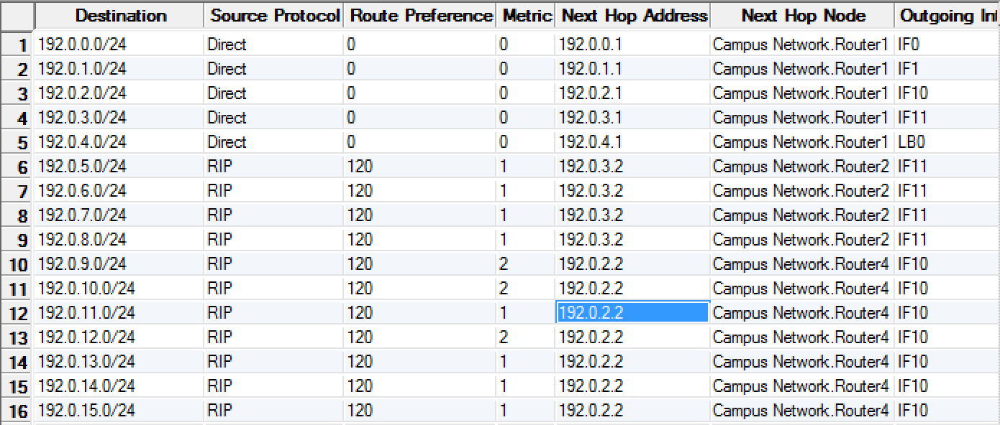 Destination Source Protocol Route Preference Metric Next Hop Address Next Hop Node Outgoing
1 192.0.0.0/24 Direct 0 0 192.0.0.1 Campus Network.Router1 IF0
2 192.0.1.0/24 Direct 0 0 192.0.1.1 Campus Network.Router1 IF1
3 192.0.2.0/24 Direct 0 0 192.0.2.1 Campus Network.Router1 IF10
4 192.0.3.0/24 Direct 0 0 192.0.3.1 Campus Network.Router1 IF11
5 192.0.4.0/24 Direct 0 0 192.0.4.1 Campus Network.Router1 LB0
6 192.0.5.0/24 RIP 120 1 192.0.3.2 Campus Network.Router2 IF11
7 192.0.6.0/24 RIP 120 1 192.0.3.2 Campus Network.Router2 IF11
8 192.0.7.0/24 RIP 120 1 192.0.3.2 Campus Network.Router2 IF11
9 192.0.8.0/24 RIP 120 1 192.0.3.2 Campus Network.Router2 IF11
10 192.0.9.0/24 RIP 120 2 192.0.2.2 Campus Network.Router4 IF10
11 192.0.10.0/24 RIP 120 2 192.0.2.2 Campus Network.Router4 IF10
12 192.0.11.0/24 RIP 120 1 192.0.2.2 Campus Network.Router4 IF10
13 192.0.12.0/24 RIP 120 2 192.0.2.2 Campus Network.Router4 IF10
14 192.0.13.0/24 RIP 120 1 192.0.2.2 Campus Network.Router4 IF10
15 192.0.14.0/24 RIP 120 1 192.0.2.2 Campus Network.Router4 IF10
16 192.0.15.0/24 RIP 120 1 192.0.2.2 Campus Network.Router4 IF10